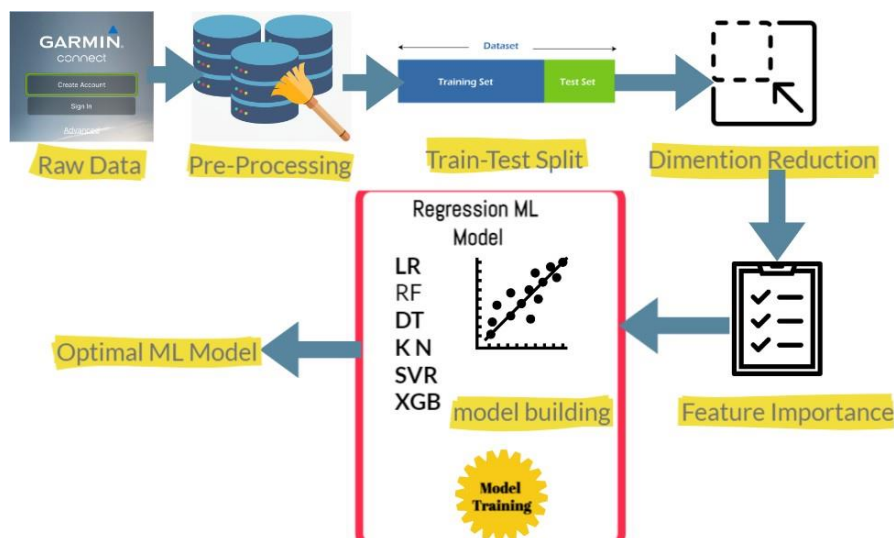 GARMIN.
connect
Create Account
Sign In
Advanced
Raw Data
Pre-Processing
Dataset
Training Set
Test Set
Train-Test Split
Dimention Reduction
Regression ML
Model
LR
RF
DT
K N
SVR
XGB
model building
Model
Training
Feature Importance
Optimal ML Model